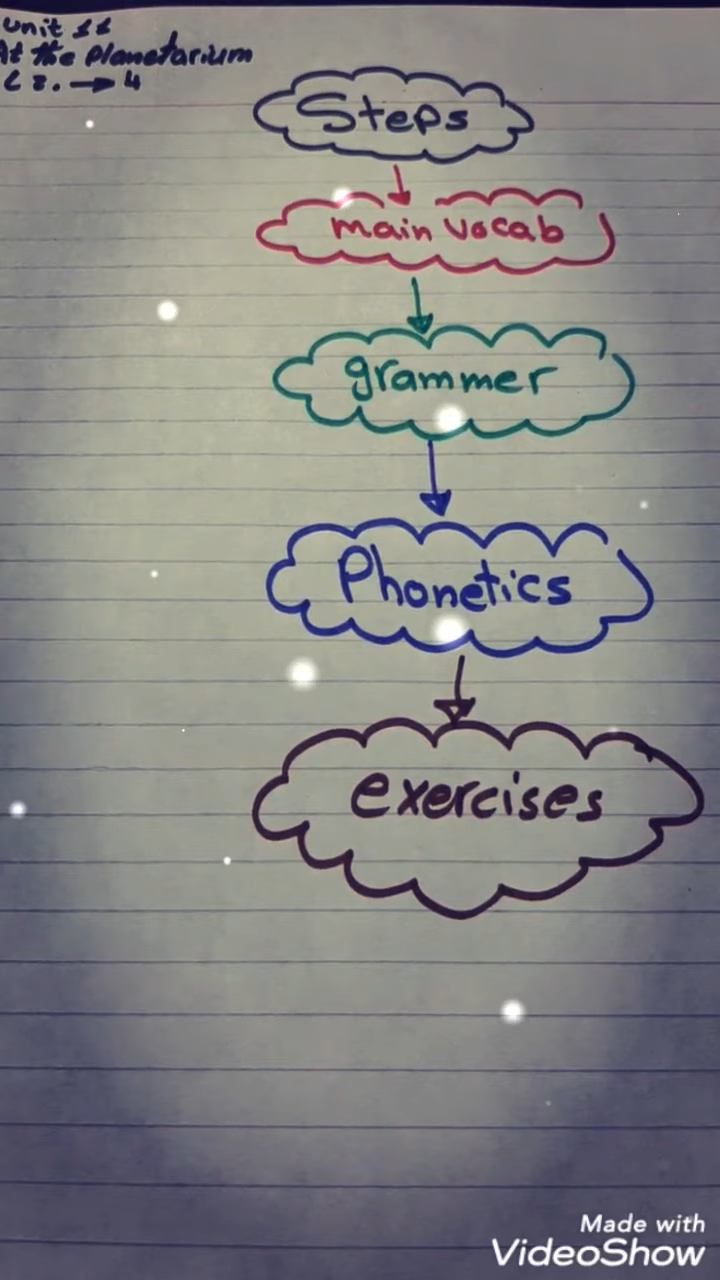 Unit 11
At the Planetarium
L 3. → 4
Steps
main vocab
grammer
Phonetics
exercises
Made with
VideoShow